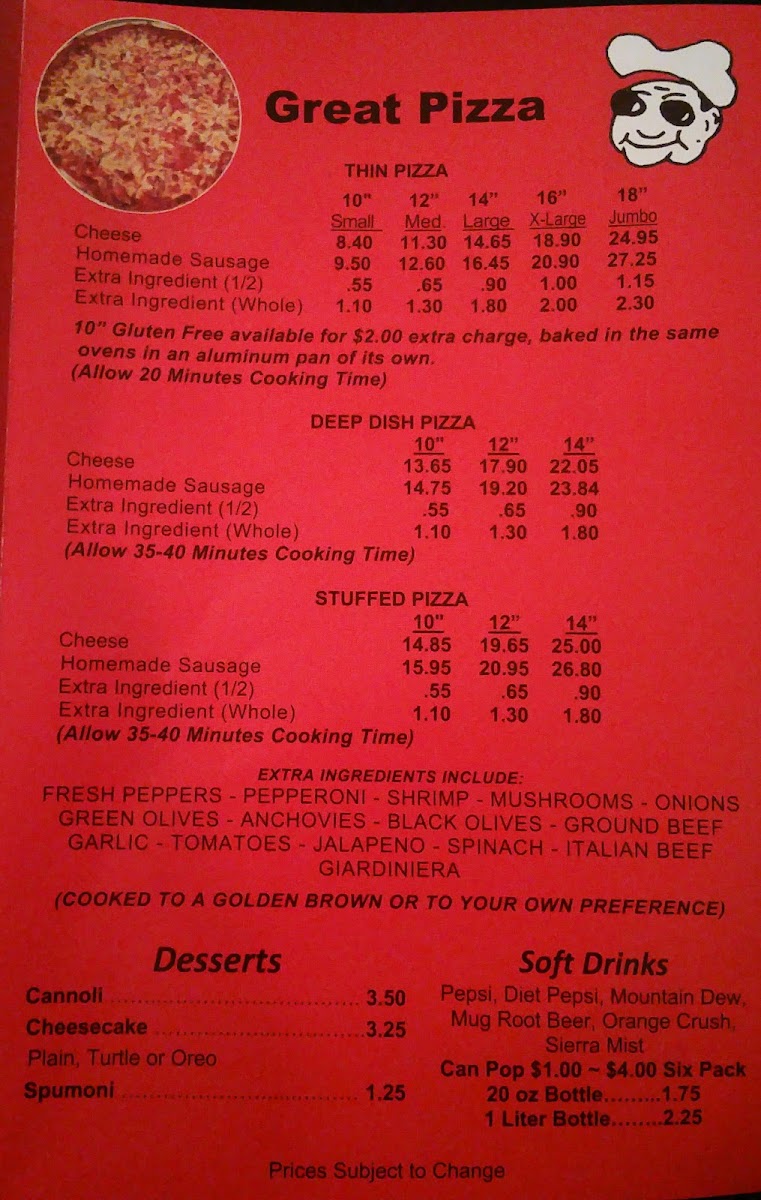 Great Pizza
THIN PIZZA
10" 12" 14" 16" 18"
Small Med. Large X-Large Jumbo
Cheese 8.40 11.30 14.65 18.90 24.95
Homemade Sausage 9.50 12.60 16.45 20.90 27.25
Extra Ingredient (1/2) .55 .65 .90 1.00 1.15
Extra Ingredient (Whole) 1.10 1.30 1.80 2.00 2.30
10" Gluten Free available for $2.00 extra charge, baked in the same
ovens in an aluminum pan of its own.
(Allow 20 Minutes Cooking Time)
DEEP DISH PIZZA
10" 12" 14"
Cheese 13.65 17.90 22.05
Homemade Sausage 14.75 19.20 23.84
Extra Ingredient (1/2) .55 .65 .90
Extra Ingredient (Whole) 1.10 1.30 1.80
(Allow 35-40 Minutes Cooking Time)
STUFFED PIZZA
10" 12" 14"
Cheese 14.85 19.65 25.00
Homemade Sausage 15.95 20.95 26.80
Extra Ingredient (1/2) .55 .65 .90
Extra Ingredient (Whole) 1.10 1.30 1.80
(Allow 35-40 Minutes Cooking Time)
EXTRA INGREDIENTS INCLUDE:
FRESH PEPPERS - PEPPERONI - SHRIMP - MUSHROOMS - ONIONS
GREEN OLIVES - ANCHOVIES - BLACK OLIVES - GROUND BEEF
GARLIC - TOMATOES - JALAPENO - SPINACH - ITALIAN BEEF
GIARDINIERA
(COOKED TO A GOLDEN BROWN OR TO YOUR OWN PREFERENCE)
Desserts
Cannoli 3.50
Cheesecake 3.25
Plain, Turtle or Oreo
Spumoni 1.25
Soft Drinks
Pepsi, Diet Pepsi, Mountain Dew,
Mug Root Beer, Orange Crush,
Sierra Mist
Can Pop $1.00 ~ $4.00 Six Pack
20 oz Bottle.........1.75
1 Liter Bottle........2.25
Prices Subject to Change